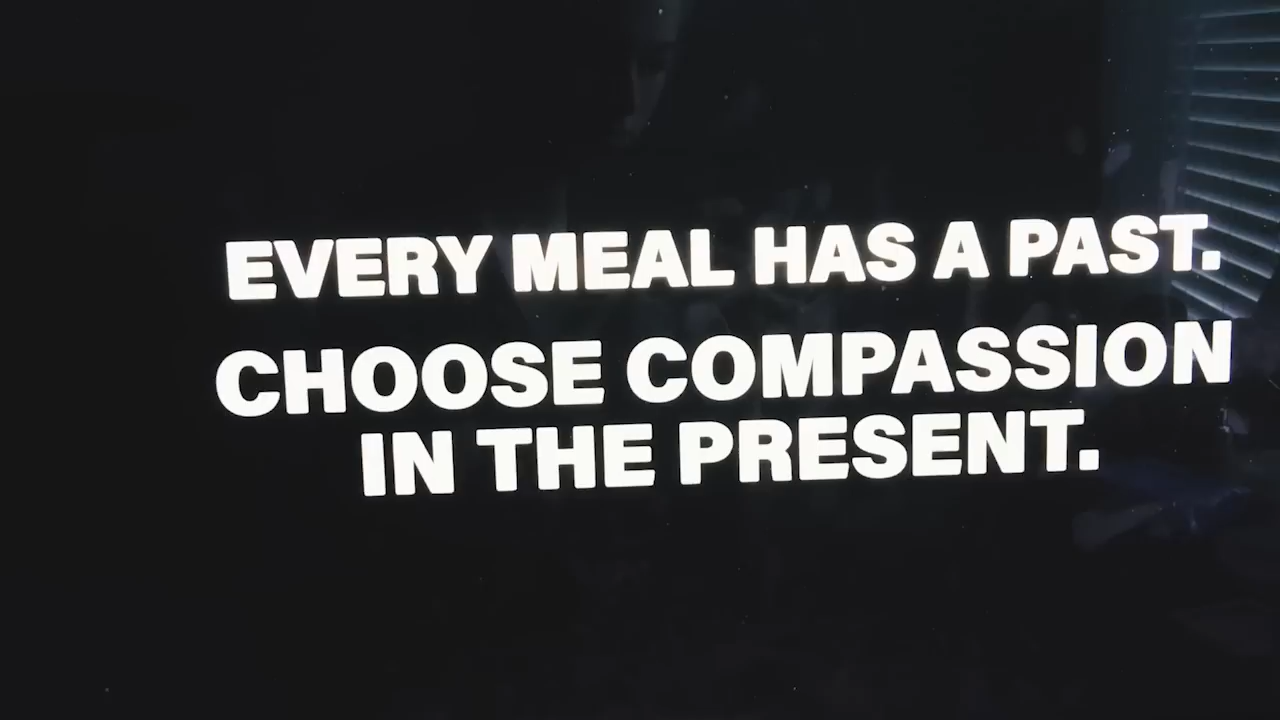 EVERY MEAL HAS A PAST.
CHOOSE COMPASSION
IN THE PRESENT.